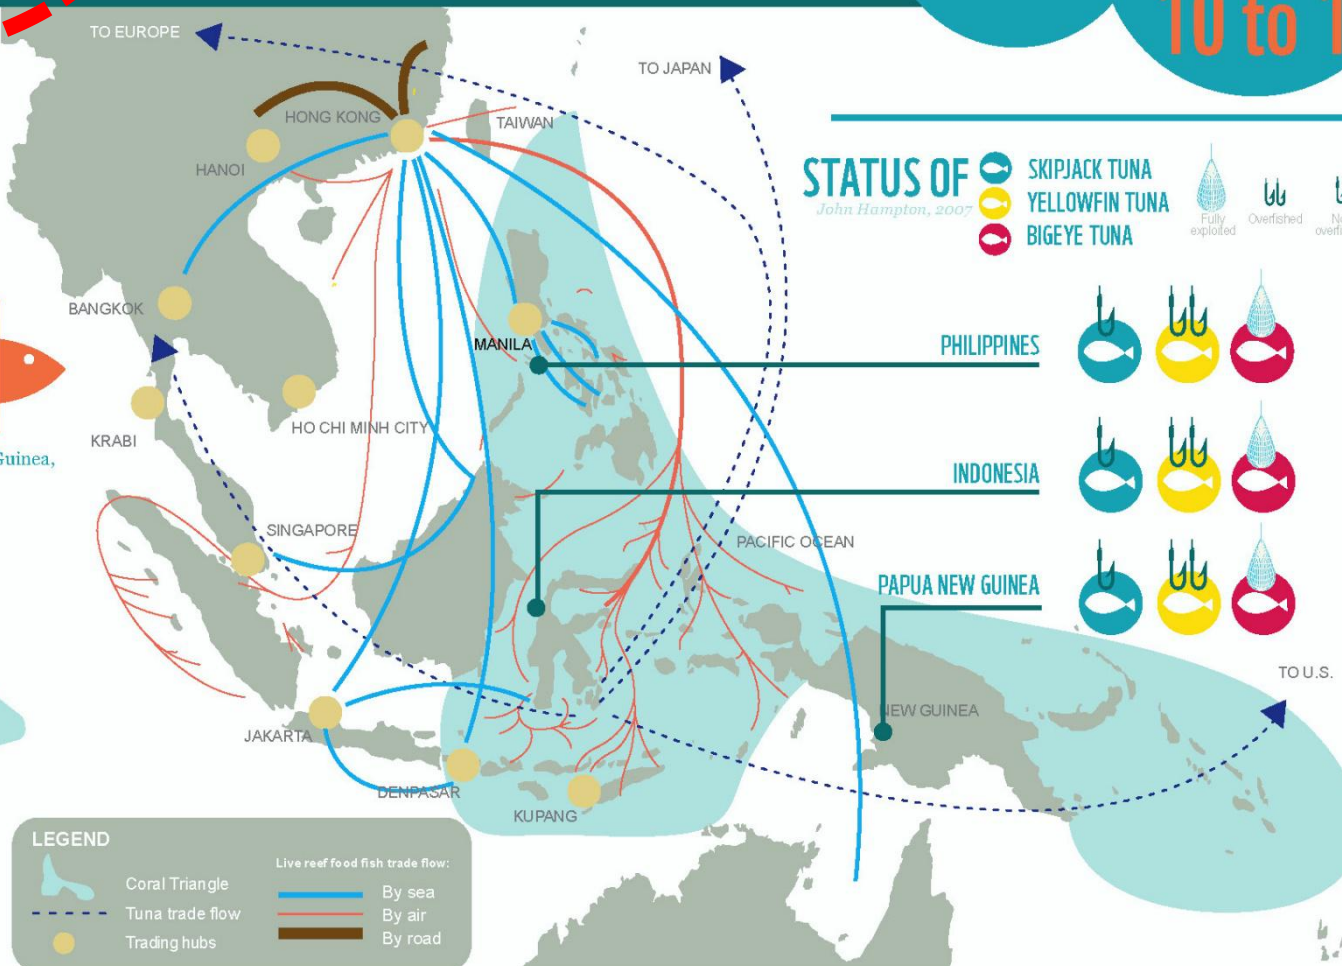 10 to 1
TO EUROPE
TO JAPAN
HONG KONG
TAIWAN
HANOI
BANGKOK
MANILA
KRABI
HO CHI MINH CITY
Guinea,
SINGAPORE
PACIFIC OCEAN
JAKARTA
DENPASAR
KUPANG
NEW GUINEA
TO U.S.
STATUS OF
John Hampton, 2007
SKIPJACK TUNA
YELLOWFIN TUNA
BIGEYE TUNA
Fully
exploited
Overfished
PHILIPPINES
INDONESIA
PAPUA NEW GUINEA
LEGEND
Coral Triangle
Tuna trade flow
Trading hubs
Live reef food fish trade flow:
By sea
By air
By road